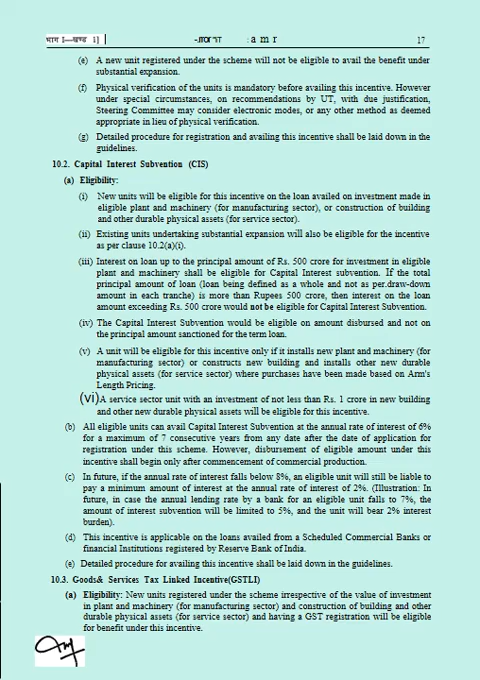 भाग I—खण्ड 1]
: a m r
17
(e) A new unit registered under the scheme will not be eligible to avail the benefit under
substantial expansion.
(f) Physical verification of the units is mandatory before availing this incentive. However
under special circumstances, on recommendations by UT, with due justification,
Steering Committee may consider electronic modes, or any other method as deemed
appropriate in lieu of physical verification.
(g) Detailed procedure for registration and availing this incentive shall be laid down in the
guidelines.
10.2. Capital Interest Subvention (CIS)
(a) Eligibility:
(i) New units will be eligible for this incentive on the loan availed on investment made in
eligible plant and machinery (for manufacturing sector), or construction of building
and other durable physical assets (for service sector).
(ii) Existing units undertaking substantial expansion will also be eligible for the incentive
as per clause 10.2(a)(i).
(iii) Interest on loan up to the principal amount of Rs. 500 crore for investment in eligible
plant and machinery shall be eligible for Capital Interest subvention. If the total
principal amount of loan (loan being defined as a whole and not as per.draw-down
amount in each tranche) is more than Rupees 500 crore, then interest on the loan
amount exceeding Rs. 500 crore would not be eligible for Capital Interest Subvention.
(iv) The Capital Interest Subvention would be eligible on amount disbursed and not on
the principal amount sanctioned for the term loan.
(v) A unit will be eligible for this incentive only if it installs new plant and machinery (for
manufacturing sector) or constructs new building and installs other new durable
physical assets (for service sector) where purchases have been made based on Arm's
Length Pricing.
(vi)A service sector unit with an investment of not less than Rs. 1 crore in new building
and other new durable physical assets will be eligible for this incentive.
(b) All eligible units can avail Capital Interest Subvention at the annual rate of interest of 6%
for a maximum of 7 consecutive years from any date after the date of application for
registration under this scheme. However, disbursement of eligible amount under this
incentive shall begin only after commencement of commercial production.
(c) In future, if the annual rate of interest falls below 8%, an eligible unit will still be liable to
pay a minimum amount of interest at the annual rate of interest of 2%. (Illustration: In
future, in case the annual lending rate by a bank for an eligible unit falls to 7%, the
amount of interest subvention will be limited to 5%, and the unit will bear 2% interest
burden).
(d) This incentive is applicable on the loans availed from a Scheduled Commercial Banks or
financial Institutions registered by Reserve Bank of India.
(e) Detailed procedure for availing this incentive shall be laid down in the guidelines.
10.3. Goods& Services Tax Linked Incentive(GSTLI)
(a) Eligibility: New units registered under the scheme irrespective of the value of investment
in plant and machinery (for manufacturing sector) and construction of building and other
durable physical assets (for service sector) and having a GST registration will be eligible
for benefit under this incentive.